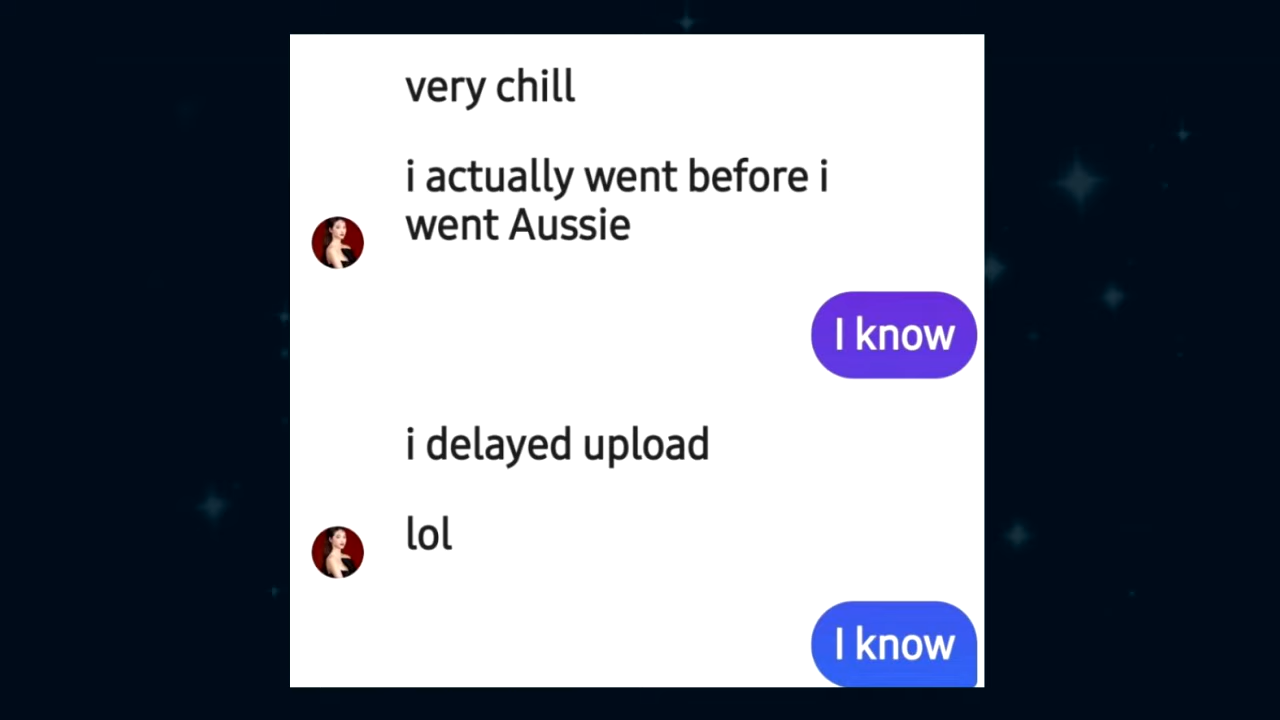 very chill
i actually went before i
went Aussie
I know
i delayed upload
lol
I know